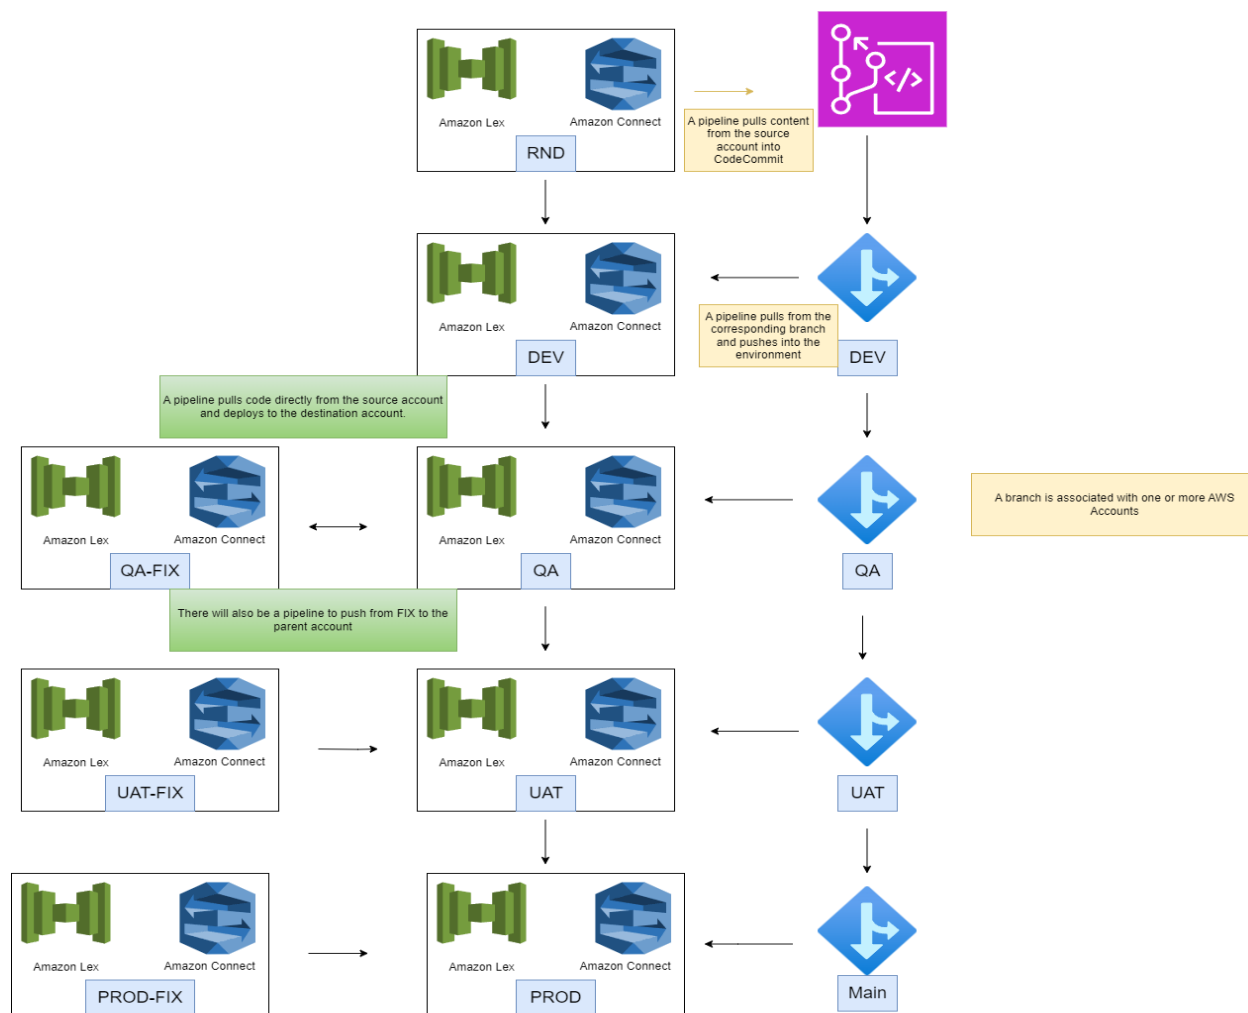 Amazon Lex
Amazon Connect
RND
A pipeline pulls content
from the source
account into
CodeCommit
Amazon Lex
Amazon Connect
DEV
A pipeline pulls from the
corresponding branch
and pushes into the
environment
DEV
A pipeline pulls code directly from the source account
and deploys to the destination account.
Amazon Lex
Amazon Connect
QA-FIX
Amazon Lex
Amazon Connect
QA
QA
A branch is associated with one or more AWS
Accounts
There will also be a pipeline to push from FIX to the
parent account
Amazon Lex
Amazon Connect
UAT-FIX
Amazon Lex
Amazon Connect
UAT
UAT
Amazon Lex
Amazon Connect
PROD-FIX
Amazon Lex
Amazon Connect
PROD
Main